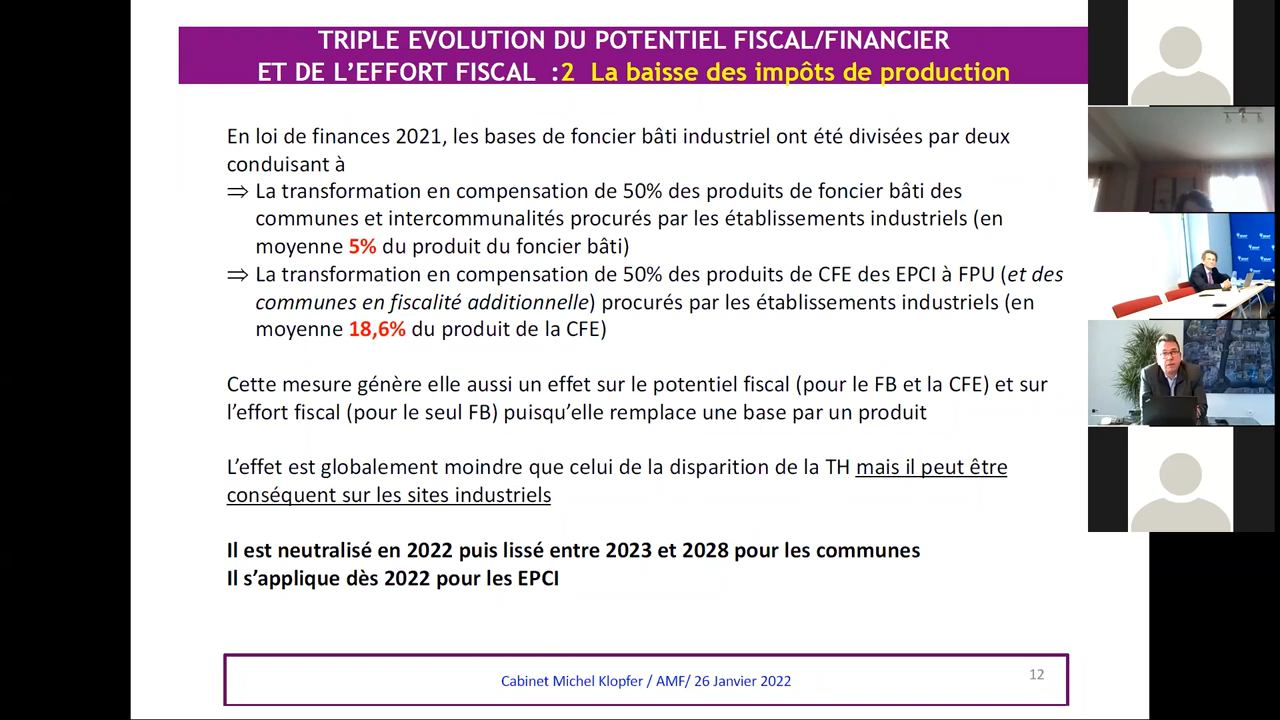 TRIPLE EVOLUTION DU POTENTIEL FISCAL/FINANCIER
ET DE L’EFFORT FISCAL :2 La baisse des impôts de production
En loi de finances 2021, les bases de foncier bâti industriel ont été divisées par deux
conduisant à
⇒ La transformation en compensation de 50% des produits de foncier bâti des
communes et intercommunalités procurés par les établissements industriels (en
moyenne 5% du produit du foncier bâti)
⇒ La transformation en compensation de 50% des produits de CFE des EPCI à FPU (et des
communes en fiscalité additionnelle) procurés par les établissements industriels (en
moyenne 18,6% du produit de la CFE)
Cette mesure génère elle aussi un effet sur le potentiel fiscal (pour le FB et la CFE) et sur
l’effort fiscal (pour le seul FB) puisqu’elle remplace une base par un produit
L’effet est globalement moindre que celui de la disparition de la TH mais il peut être
conséquent sur les sites industriels
Il est neutralisé en 2022 puis lissé entre 2023 et 2028 pour les communes
Il s’applique dès 2022 pour les EPCI
Cabinet Michel Klopfer / AMF/ 26 Janvier 2022
12